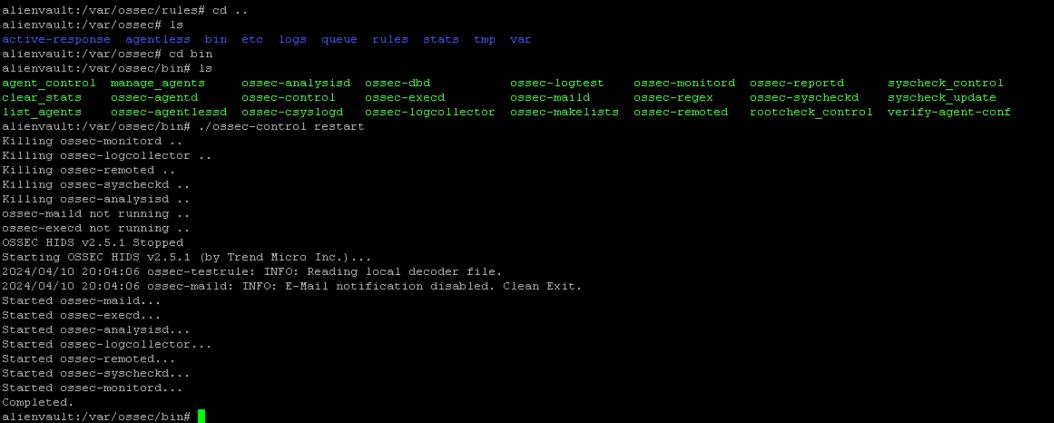 alienvault:/var/ossec/rules# cd ..
alienvault:/var/ossec# ls
active-response  agentless  bin  etc  logs  queue  rules  stats  tmp  var
alienvault:/var/ossec# cd bin
alienvault:/var/ossec/bin# ls
agent_control  manage_agents  ossec-analysisd  ossec-dbd  ossec-logtest  ossec-monitord  ossec-reportd  syscheck_control
clear_stats  ossec-agentd  ossec-control  ossec-execd  ossec-maild  ossec-regex  ossec-syscheckd  syscheck_update
list_agents  ossec-agentlessd  ossec-csyslogd  ossec-logcollector  ossec-makelists  ossec-remoted  rootcheck_control  verify-agent-conf
alienvault:/var/ossec/bin# ./ossec-control restart
Killing ossec-monitord ..
Killing ossec-logcollector ..
Killing ossec-remoted ..
Killing ossec-syscheckd ..
Killing ossec-analysisd ..
ossec-maild not running ..
ossec-execd not running ..
OSSEC HIDS v2.5.1 Stopped
Starting OSSEC HIDS v2.5.1 (by Trend Micro Inc.)...
2024/04/10 20:04:06 ossec-testrule: INFO: Reading local decoder file.
2024/04/10 20:04:06 ossec-maild: INFO: E-Mail notification disabled. Clean Exit.
Started ossec-maild...
Started ossec-execd...
Started ossec-analysisd...
Started ossec-logcollector...
Started ossec-remoted...
Started ossec-syscheckd...
Started ossec-monitord...
Completed.
alienvault:/var/ossec/bin#